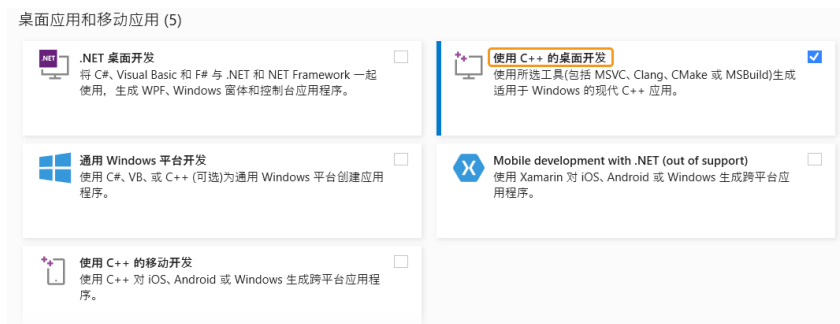 桌面应用和移动应用 (5)
.NET
.NET 桌面开发
将 C#、Visual Basic 和 F# 与 .NET 和 NET Framework 一起
使用，生成 WPF、Windows 窗体和控制台应用程序。
使用 C++ 的桌面开发
使用所选工具(包括 MSVC、Clang、CMake 或 MSBuild)生成
适用于 Windows 的现代 C++ 应用。
通用 Windows 平台开发
使用 C#、VB、或 C++ (可选)为通用 Windows 平台创建应用
程序。
Mobile development with .NET (out of support)
使用 Xamarin 对 iOS、Android 或 Windows 生成跨平台应
用程序。
使用 C++ 的移动开发
使用 C++ 对 iOS、Android 或 Windows 生成跨平台应用程
序。